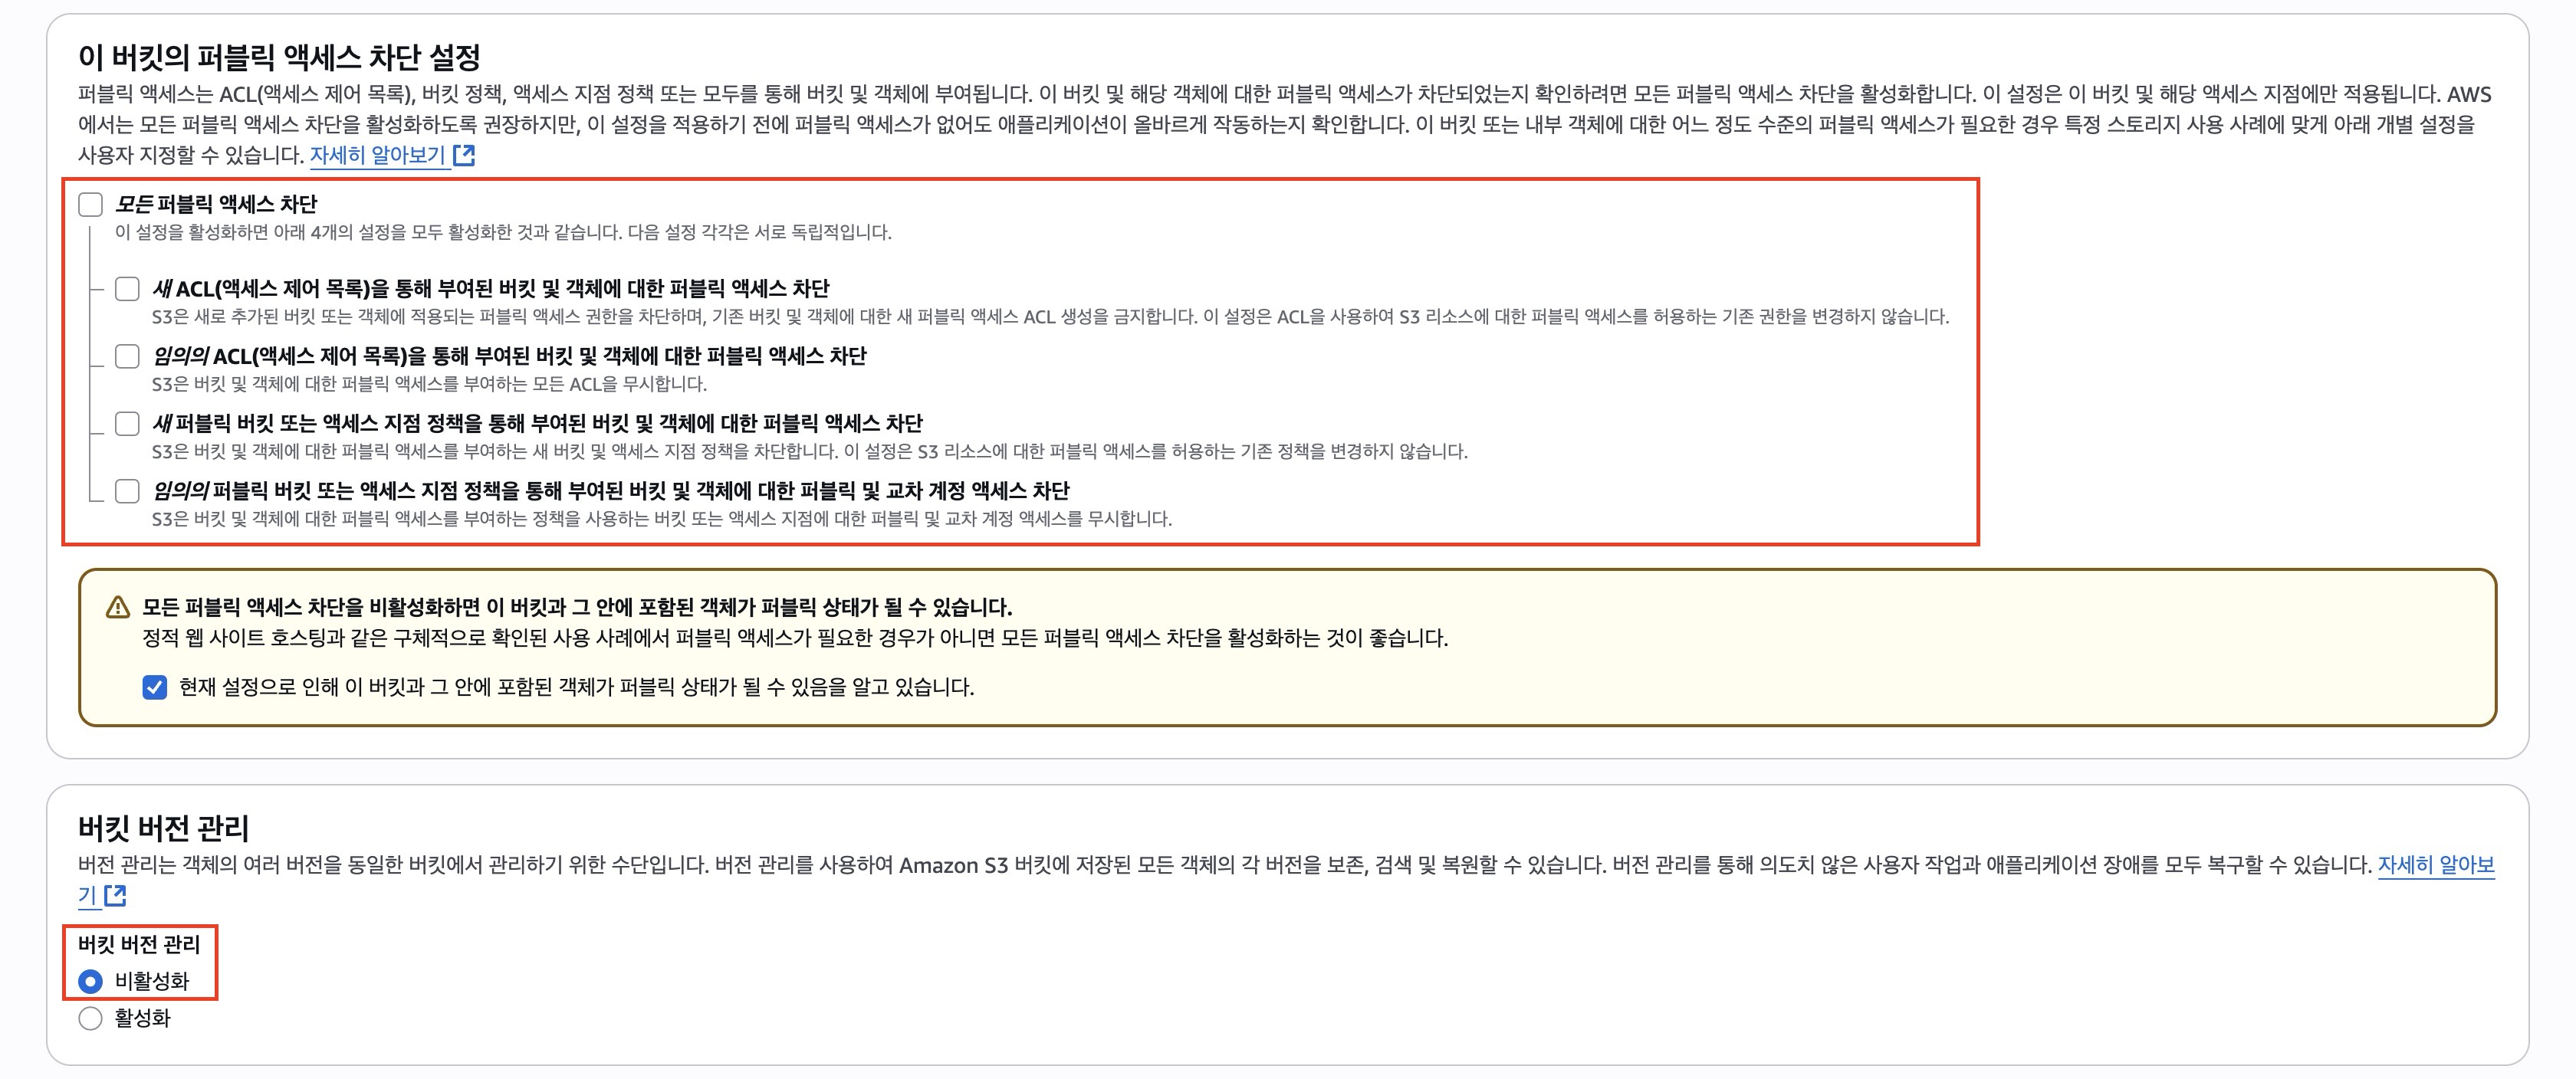 이 버킷의 퍼블릭 액세스 차단 설정
퍼블릭 액세스는 ACL(액세스 제어 목록), 버킷 정책, 액세스 지점 정책 또는 모두를 통해 버킷 및 객체에 부여됩니다. 이 버킷 및 해당 객체에 대한 퍼블릭 액세스가 차단되었는지 확인하려면 모든 퍼블릭 액세스 차단을 활성화합니다. 이 설정은 이 버킷 및 해당 액세스 지점에만 적용됩니다. AWS
에서는 모든 퍼블릭 액세스 차단을 활성화하도록 권장하지만, 이 설정을 적용하기 전에 퍼블릭 액세스가 없어도 애플리케이션이 올바르게 작동하는지 확인합니다. 이 버킷 또는 내부 객체에 대한 어느 정도 수준의 퍼블릭 액세스가 필요한 경우 특정 스토리지 사용 사례에 맞게 아래 개별 설정을
사용자 지정할 수 있습니다. 자세히 알아보기
모든 퍼블릭 액세스 차단
이 설정을 활성화하면 아래 4개의 설정을 모두 활성화한 것과 같습니다. 다음 설정 각각은 서로 독립적입니다.
새 ACL(액세스 제어 목록)을 통해 부여된 버킷 및 객체에 대한 퍼블릭 액세스 차단
S3은 새로 추가된 버킷 또는 객체에 적용되는 퍼블릭 액세스 권한을 차단하며, 기존 버킷 및 객체에 대한 새 퍼블릭 액세스 ACL 생성을 금지합니다. 이 설정은 ACL을 사용하여 S3 리소스에 대한 퍼블릭 액세스를 허용하는 기존 권한을 변경하지 않습니다.
임의의 ACL(액세스 제어 목록)을 통해 부여된 버킷 및 객체에 대한 퍼블릭 액세스 차단
S3은 버킷 및 객체에 대한 퍼블릭 액세스를 부여하는 모든 ACL을 무시합니다.
새 퍼블릭 버킷 또는 액세스 지점 정책을 통해 부여된 버킷 및 객체에 대한 퍼블릭 액세스 차단
S3은 버킷 및 객체에 대한 퍼블릭 액세스를 부여하는 새 버킷 및 액세스 지점 정책을 차단합니다. 이 설정은 S3 리소스에 대한 퍼블릭 액세스를 허용하는 기존 정책을 변경하지 않습니다.
임의의 퍼블릭 버킷 또는 액세스 지점 정책을 통해 부여된 버킷 및 객체에 대한 퍼블릭 및 교차 계정 액세스 차단
S3은 버킷 및 객체에 대한 퍼블릭 액세스를 부여하는 정책을 사용하는 버킷 또는 액세스 지점에 대한 퍼블릭 및 교차 계정 액세스를 무시합니다.
모든 퍼블릭 액세스 차단을 비활성화하면 이 버킷과 그 안에 포함된 객체가 퍼블릭 상태가 될 수 있습니다.
정적 웹 사이트 호스팅과 같은 구체적으로 확인된 사용 사례에서 퍼블릭 액세스가 필요한 경우가 아니면 모든 퍼블릭 액세스 차단을 활성화하는 것이 좋습니다.
현재 설정으로 인해 이 버킷과 그 안에 포함된 객체가 퍼블릭 상태가 될 수 있음을 알고 있습니다.
버킷 버전 관리
버전 관리는 객체의 여러 버전을 동일한 버킷에서 관리하기 위한 수단입니다. 버전 관리를 사용하여 Amazon S3 버킷에 저장된 모든 객체의 각 버전을 보존, 검색 및 복원할 수 있습니다. 버전 관리를 통해 의도치 않은 사용자 작업과 애플리케이션 장애를 모두 복구할 수 있습니다. 자세히 알아보
기
버킷 버전 관리
비활성화
활성화